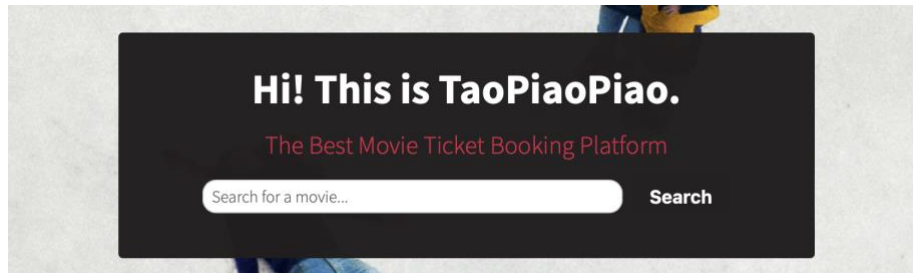 Hi! This is TaoPiaoPiao.
The Best Movie Ticket Booking Platform
Search for a movie... Search